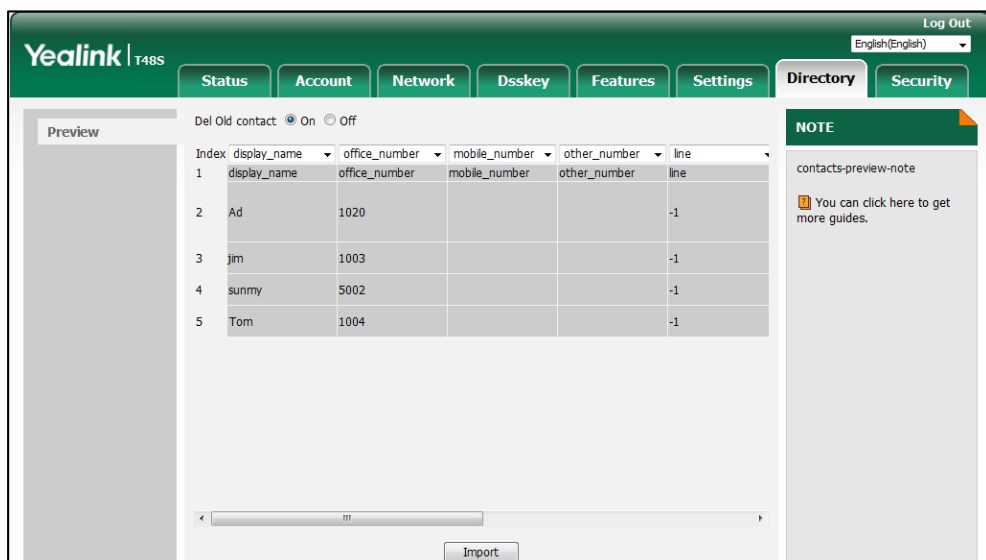 Log Out
Yealink T48S
English(English)
Status Account Network Dsskey Features Settings Directory Security
Preview
Del Old contact On Off
Index display_name office_number mobile_number other_number line
1 display_name office_number mobile_number other_number line
2 Ad 1020 -1
3 jim 1003 -1
4 sunmy 5002 -1
5 Tom 1004 -1
Import
NOTE
contacts-preview-note
You can click here to get
more guides.